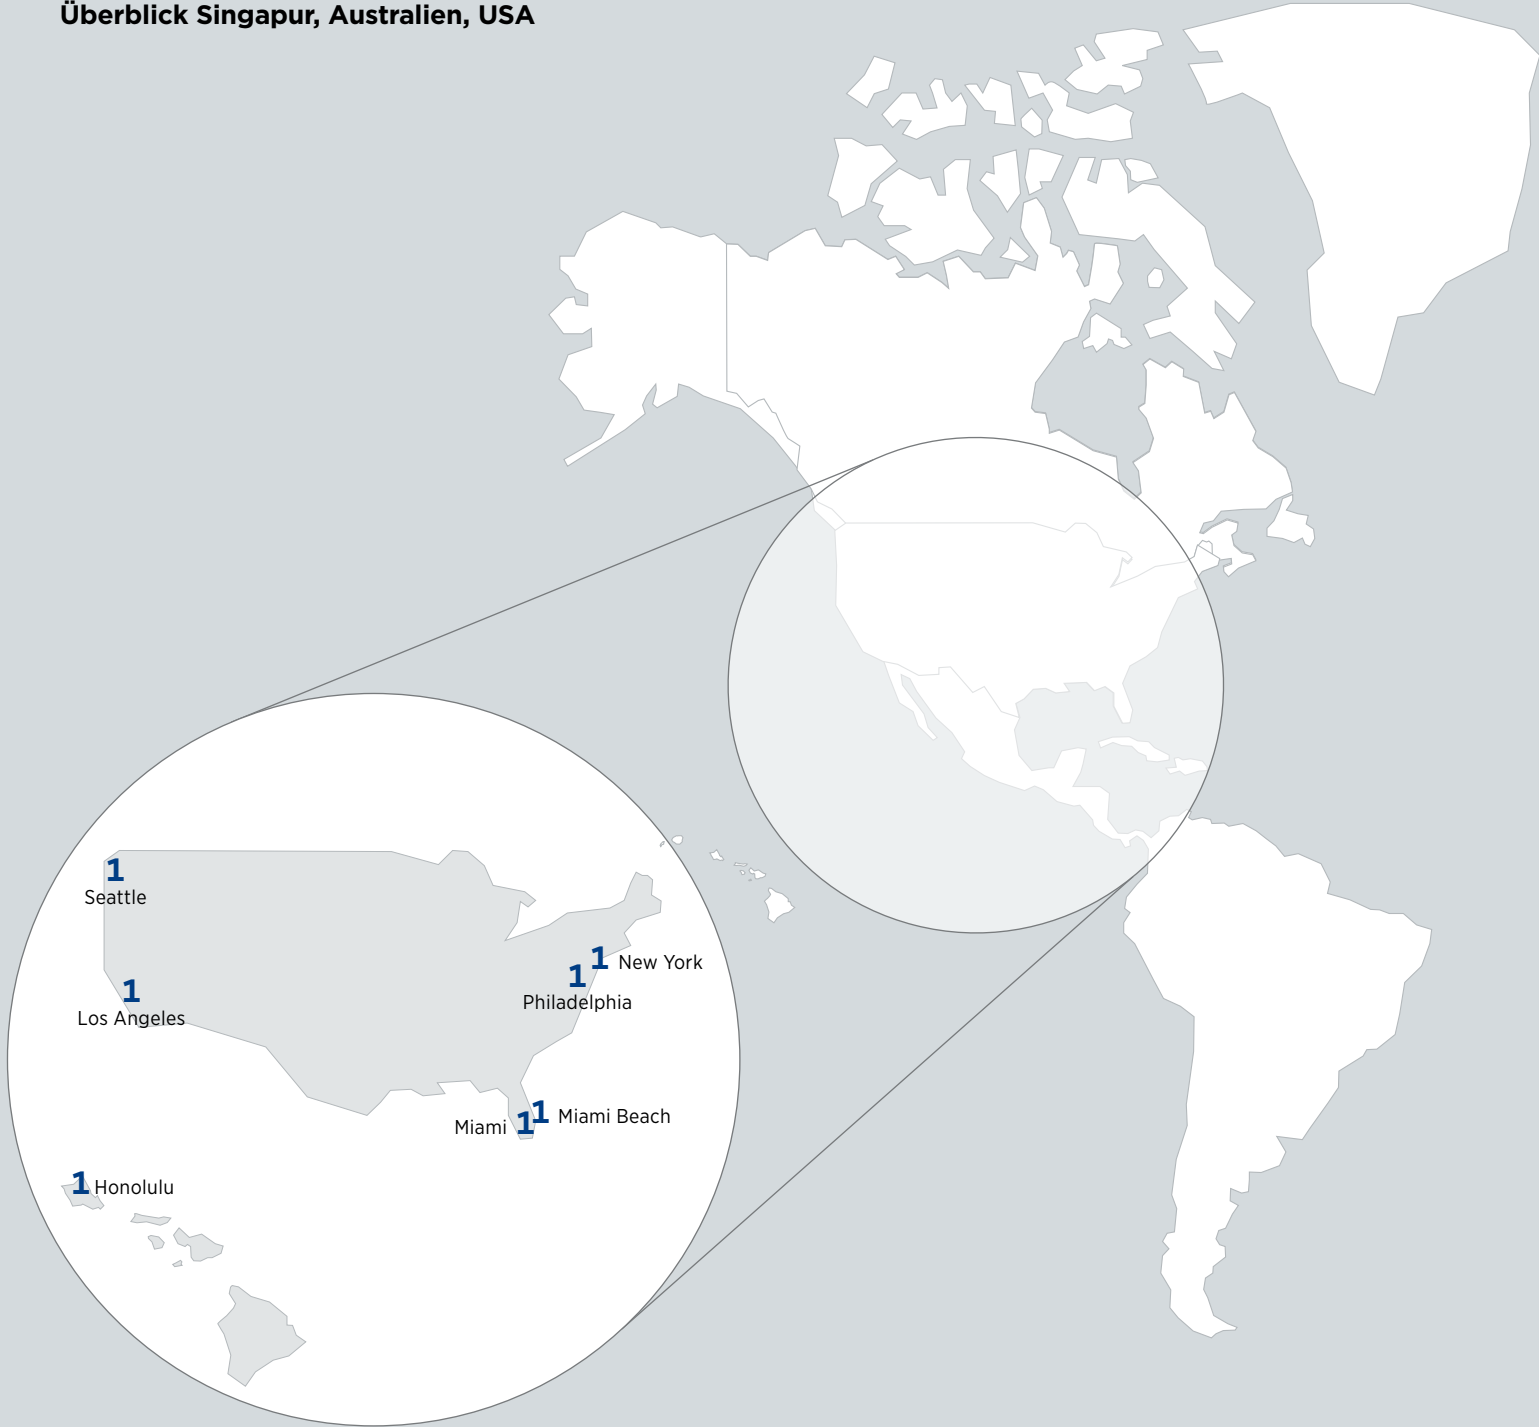 Überblick Singapur, Australien, USA
1
Seattle
1 New York
1
Philadelphia
1
Los Angeles
1 Miami Beach
Miami 1
1 Honolulu